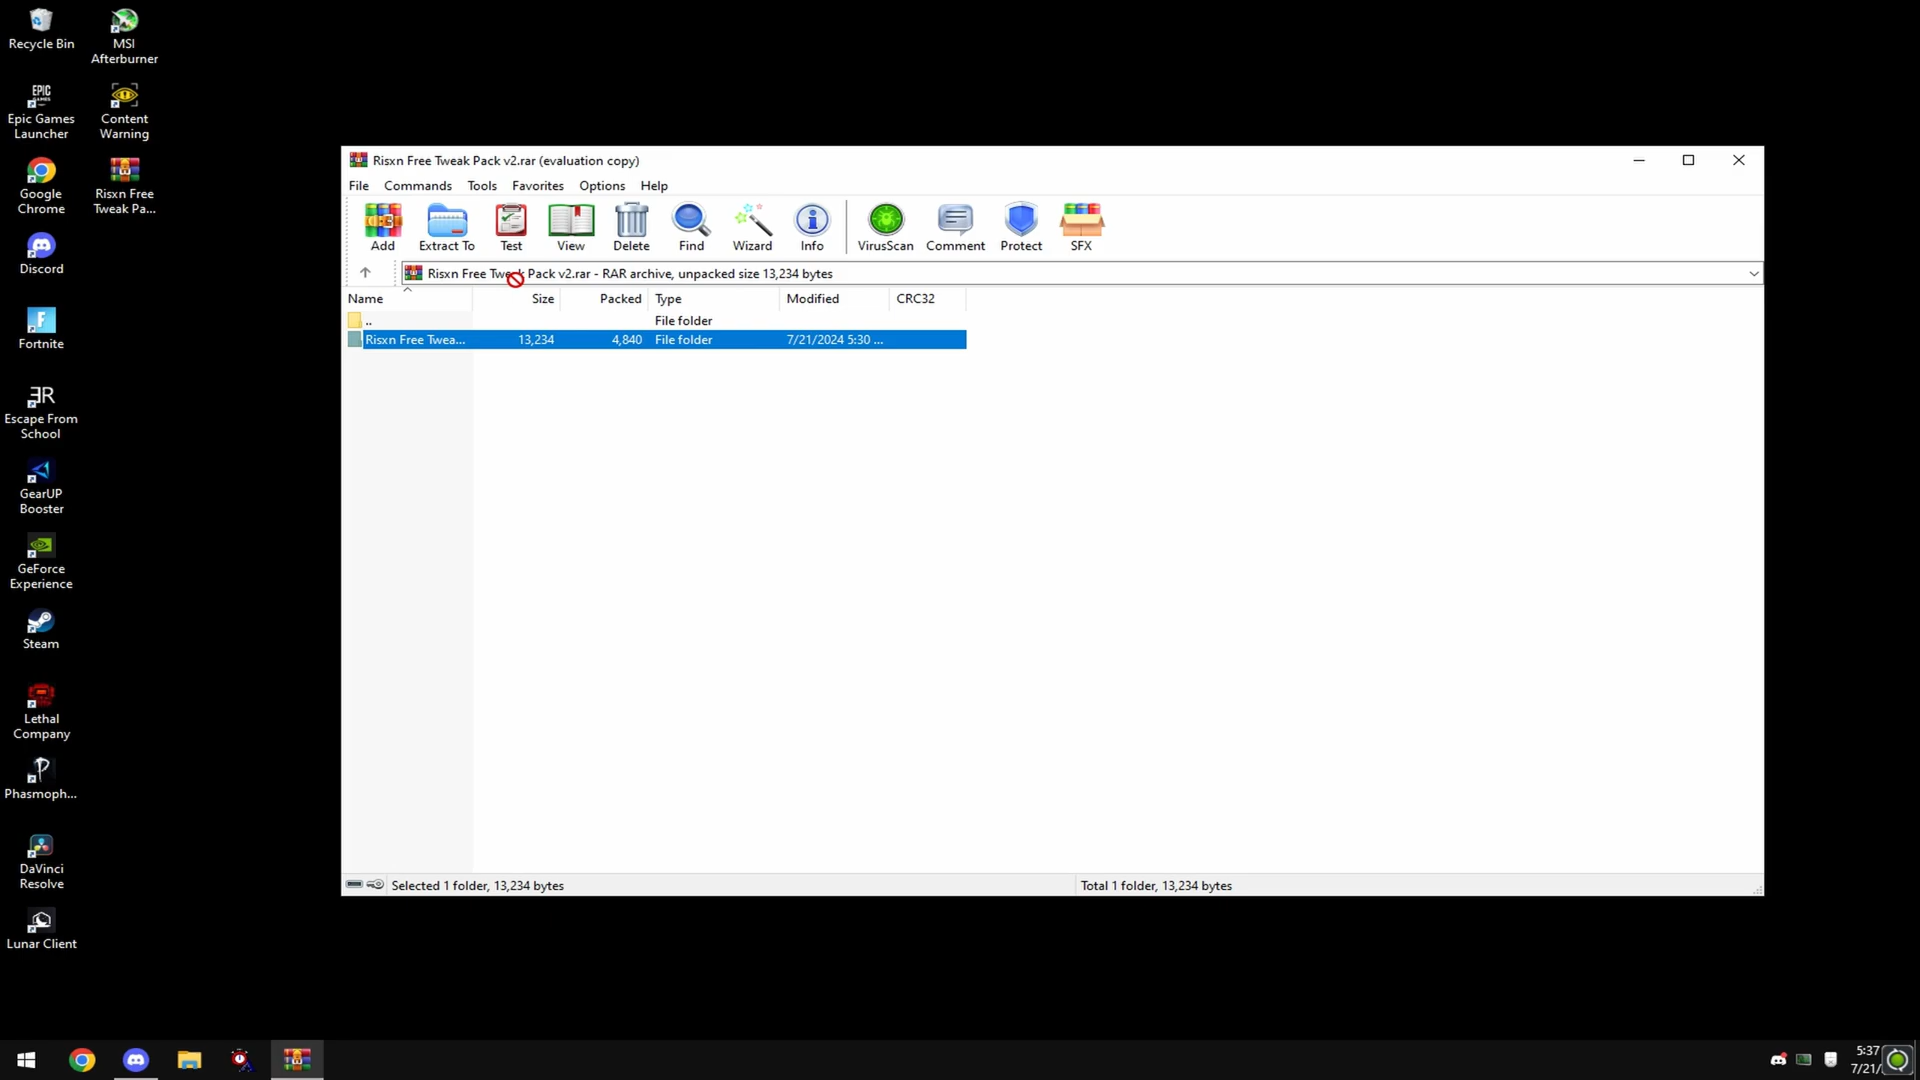 Recycle Bin
MSI
Afterburner
Epic Games
Launcher
Content
Warning
Google
Chrome
Risxn Free
Tweak Pa...
Discord
Fortnite
Escape From
School
GearUP
Booster
GeForce
Experience
Steam
Lethal
Company
Phasmoph...
DaVinci
Resolve
Lunar Client
Risxn Free Tweak Pack v2.rar (evaluation copy)
File Commands Tools Favorites Options Help
Add Extract To Test View Delete Find Wizard Info VirusScan Comment Protect SFX
Risxn Free Tweak Pack v2.rar - RAR archive, unpacked size 13,234 bytes
Name Size Packed Type Modified CRC32
.. File folder
Risxn Free Twea... 13,234 4,840 File folder 7/21/2024 5:30 ...
Selected 1 folder, 13,234 bytes
Total 1 folder, 13,234 bytes
5:37
7/21/